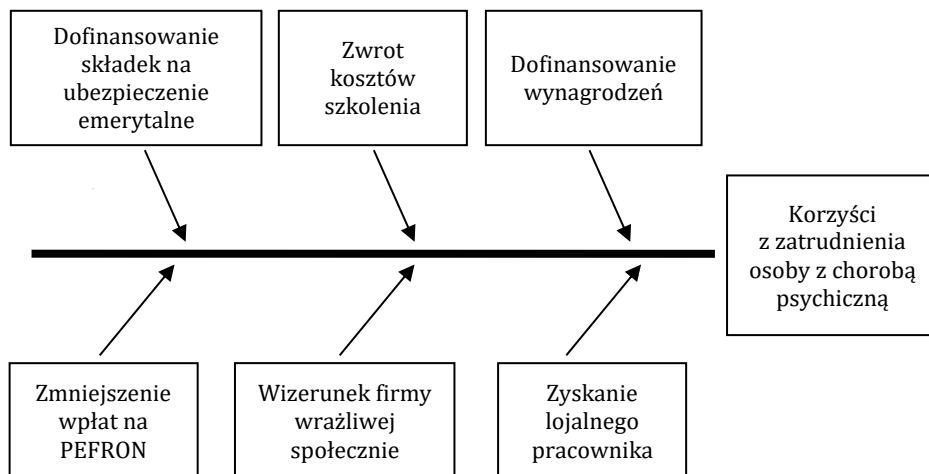 Dofinansowanie
składek na
ubezpieczenie
emerytalne
Zwrot
kosztów
szkolenia
Dofinansowanie
wynagrodzeń
Korzyści
z zatrudnienia
osoby z chorobą
psychiczną
Zmniejszenie
wpłat na
PEFRON
Wizerunek firmy
wrażliwej
społecznie
Zyskanie
lojalnego
pracownika